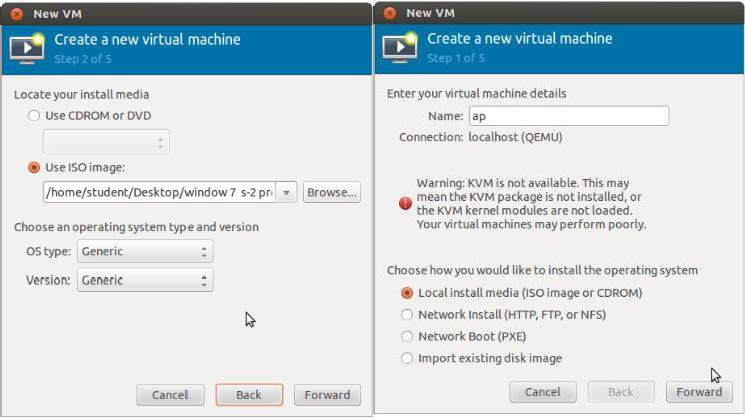 New VM
Create a new virtual machine
Step 2 of 5
Locate your install media
Use CDROM or DVD
Use ISO image:
/home/student/Desktop/window 7 s-2 pr
Browse...
Choose an operating system type and version
OS type: Generic
Version: Generic
Cancel Back Forward
New VM
Create a new virtual machine
Step 1 of 5
Enter your virtual machine details
Name: ap
Connection: localhost (QEMU)
Warning: KVM is not available. This may
mean the KVM package is not installed, or
the KVM kernel modules are not loaded.
Your virtual machines may perform poorly.
Choose how you would like to install the operating system
Local install media (ISO image or CDROM)
Network Install (HTTP, FTP, or NFS)
Network Boot (PXE)
Import existing disk image
Cancel Back Forward